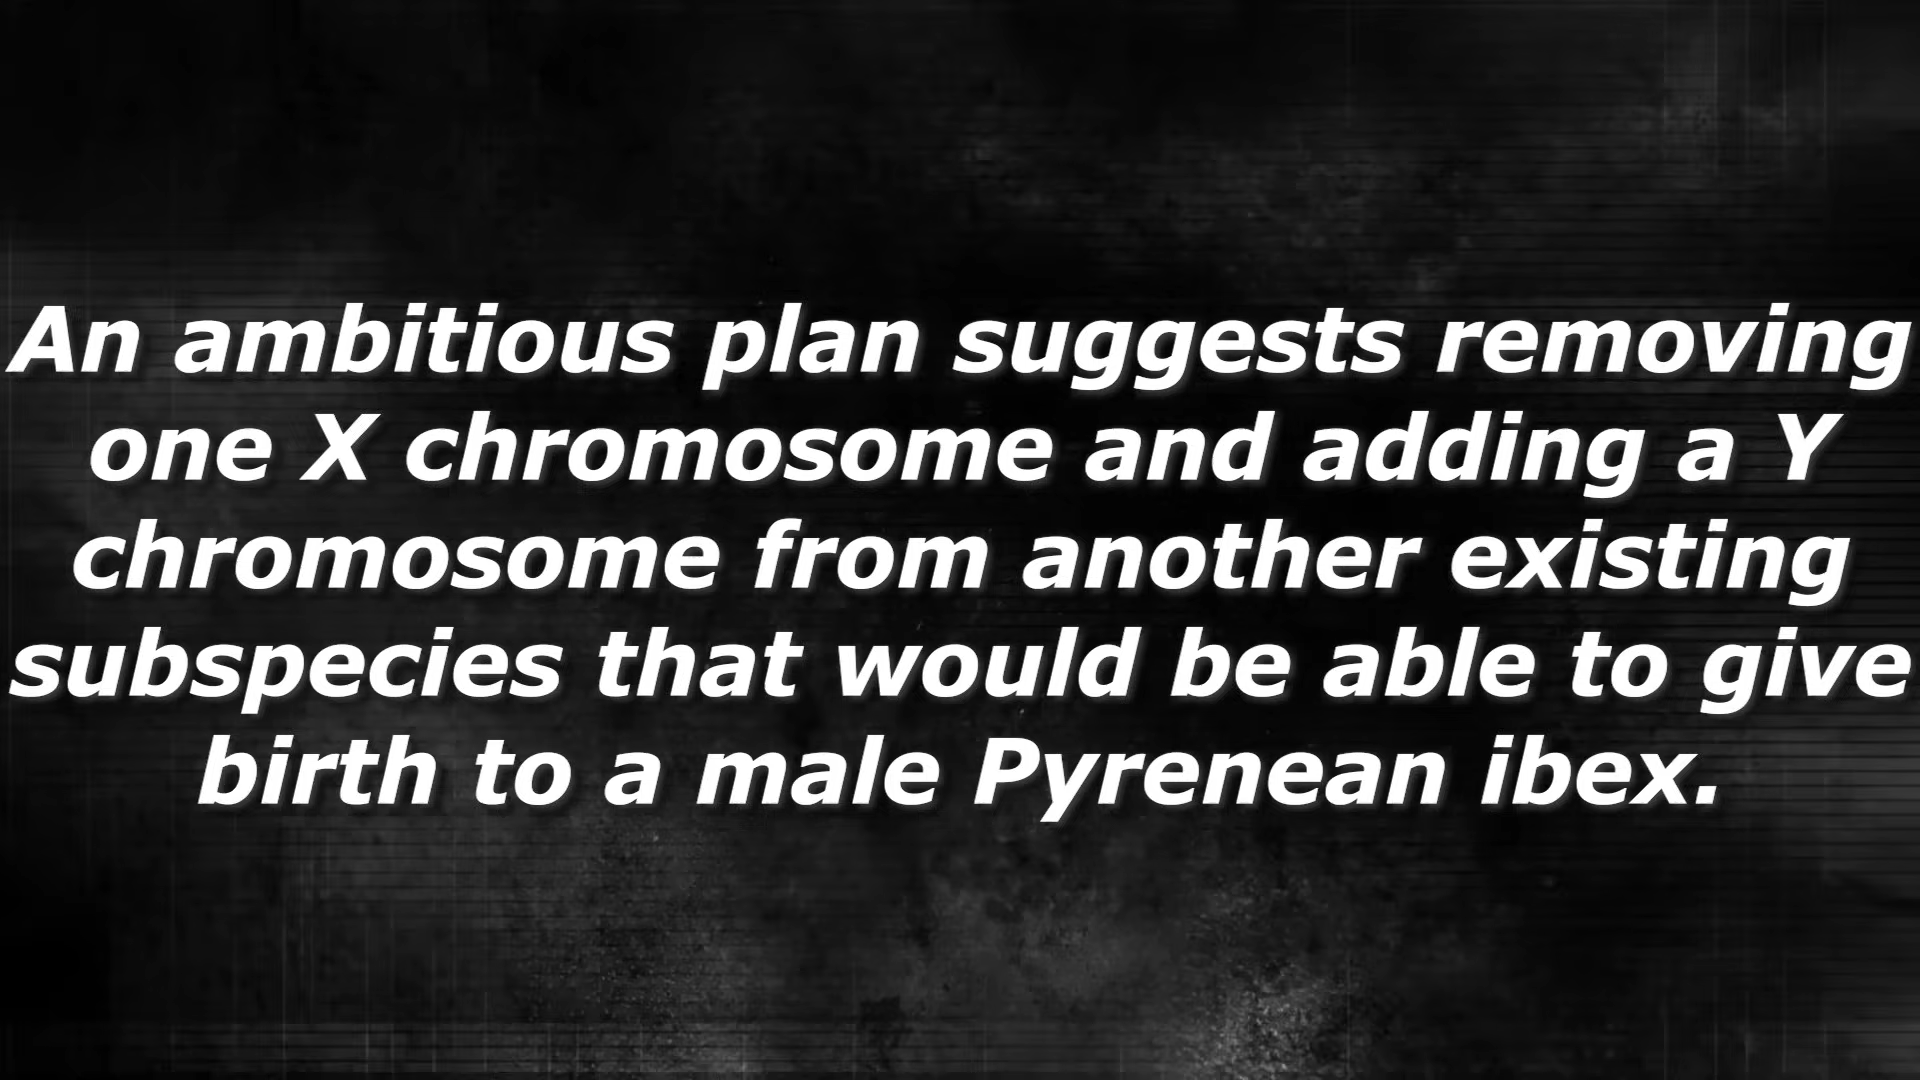 An ambitious plan suggests removing
one X chromosome and adding a Y
chromosome from another existing
subspecies that would be able to give
birth to a male Pyrenean ibex.